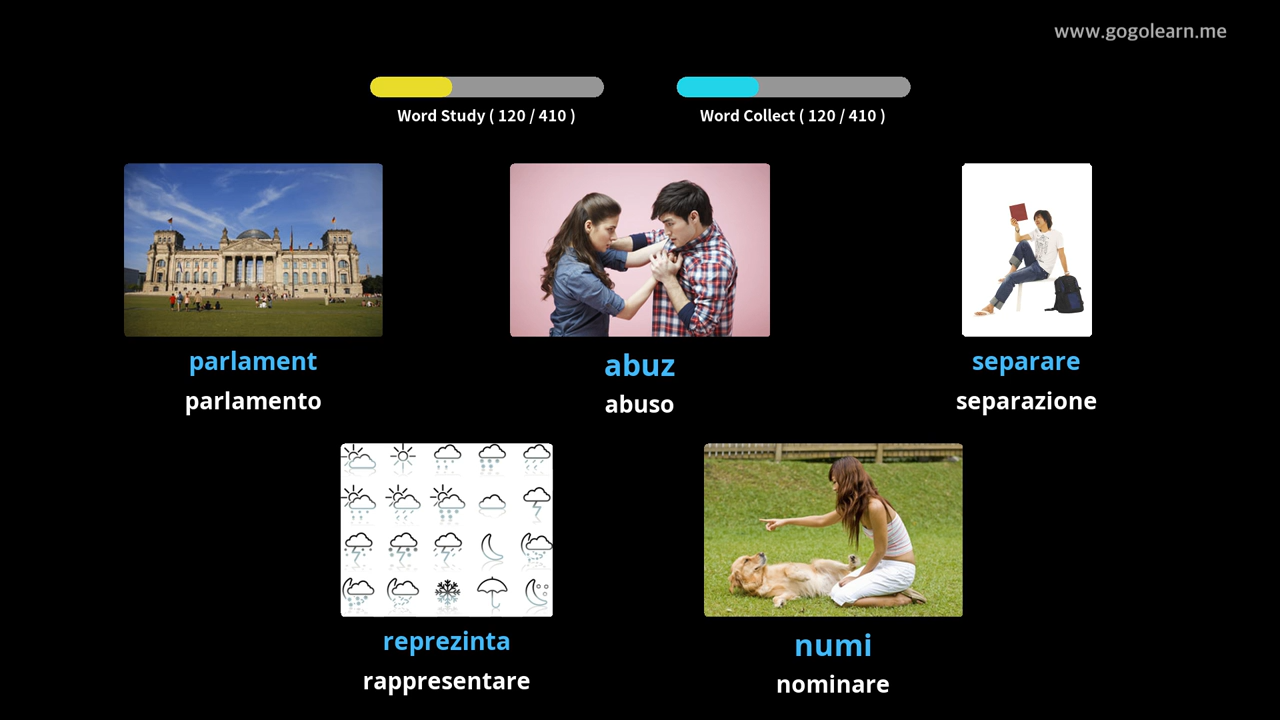 www.gogolearn.me
Word Study ( 120 / 410 )
Word Collect ( 120 / 410 )
parlament
parlamento
abuz
abuso
separare
separazione
reprezinta
rappresentare
numi
nominare